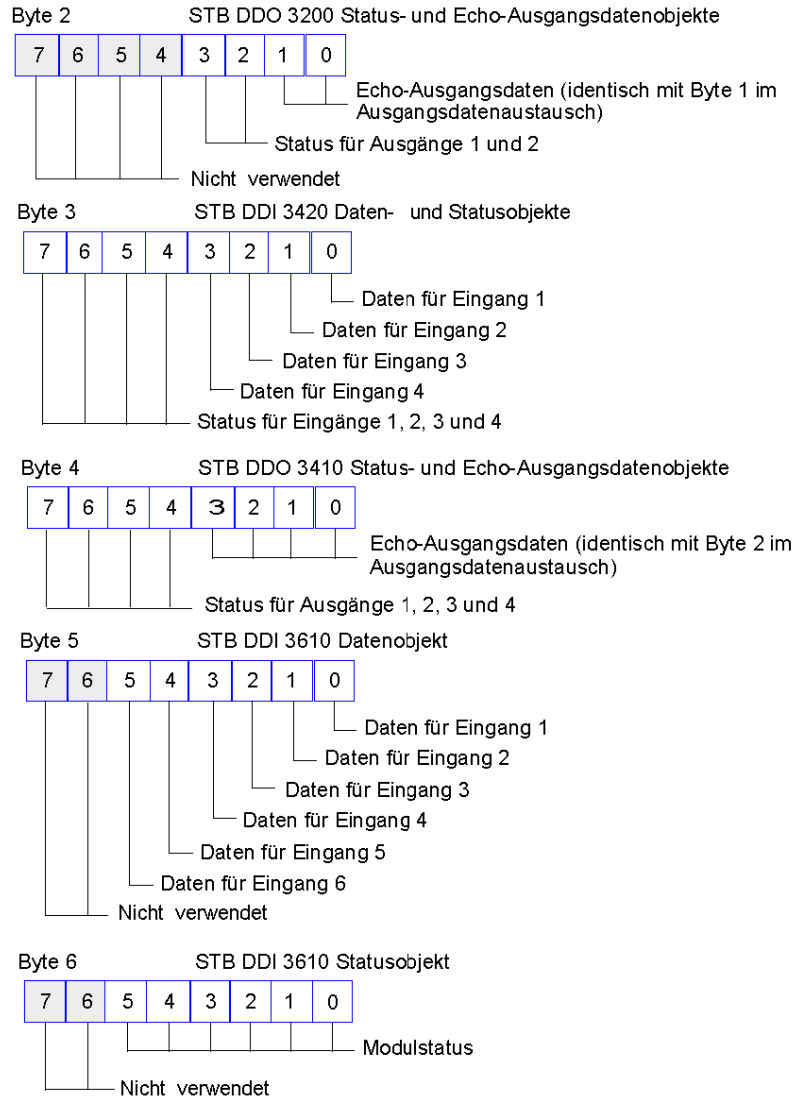 Byte 2 STB DDO 3200 Status- und Echo-Ausgangsdatenobjekte
7 6 5 4 3 2 1 0
Echo-Ausgangsdaten (identisch mit Byte 1 im
Ausgangsdatenaustausch)
Status für Ausgänge 1 und 2
Nicht verwendet
Byte 3 STB DDI 3420 Daten- und Statusobjekte
7 6 5 4 3 2 1 0
Daten für Eingang 1
Daten für Eingang 2
Daten für Eingang 3
Daten für Eingang 4
Status für Eingänge 1, 2, 3 und 4
Byte 4 STB DDO 3410 Status- und Echo-Ausgangsdatenobjekte
7 6 5 4 3 2 1 0
Echo-Ausgangsdaten (identisch mit Byte 2 im
Ausgangsdatenaustausch)
Status für Ausgänge 1, 2, 3 und 4
Byte 5 STB DDI 3610 Datenobjekt
7 6 5 4 3 2 1 0
Daten für Eingang 1
Daten für Eingang 2
Daten für Eingang 3
Daten für Eingang 4
Daten für Eingang 5
Daten für Eingang 6
Nicht verwendet
Byte 6 STB DDI 3610 Statusobjekt
7 6 5 4 3 2 1 0
Modulstatus
Nicht verwendet